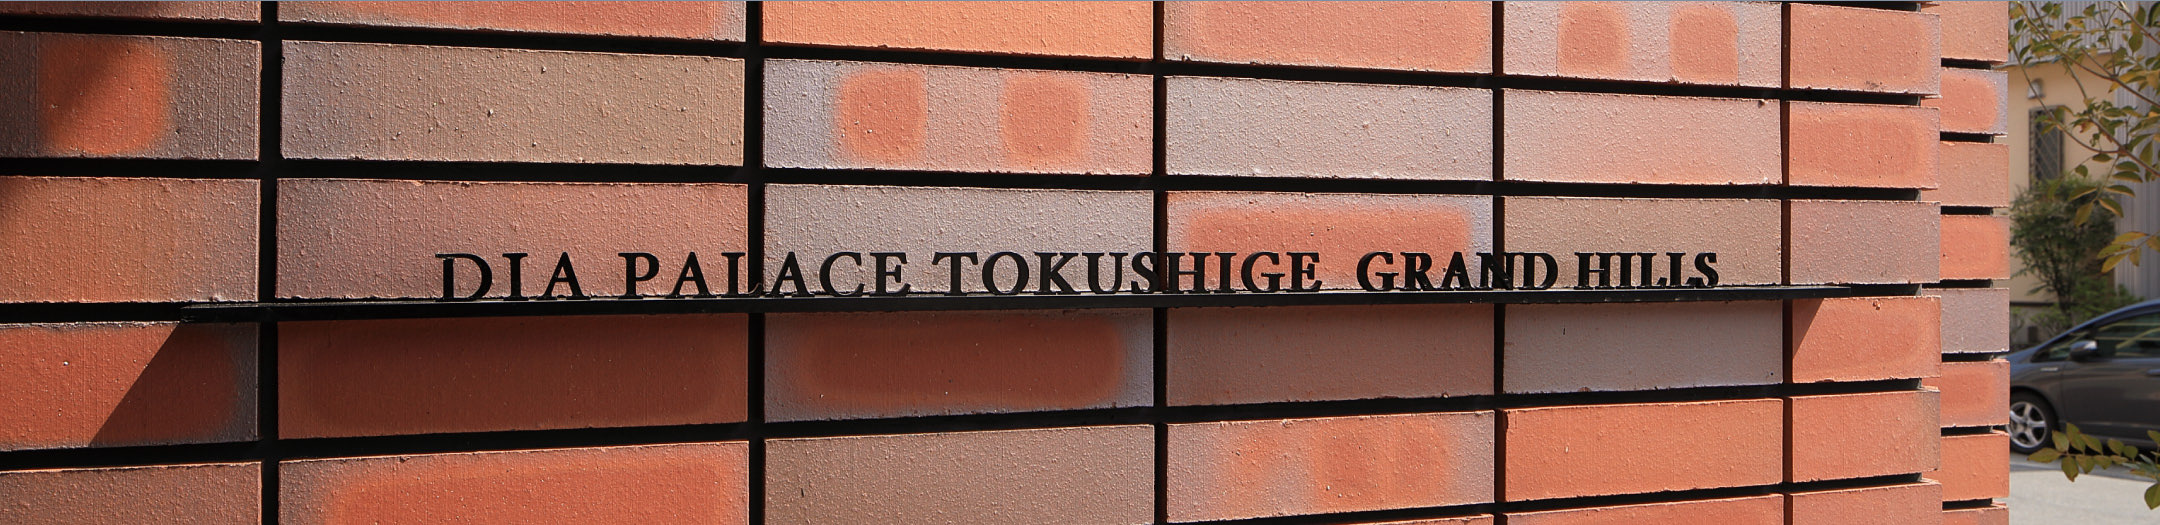 DIA PALACE TOKUSHIGE GRAND HILLS